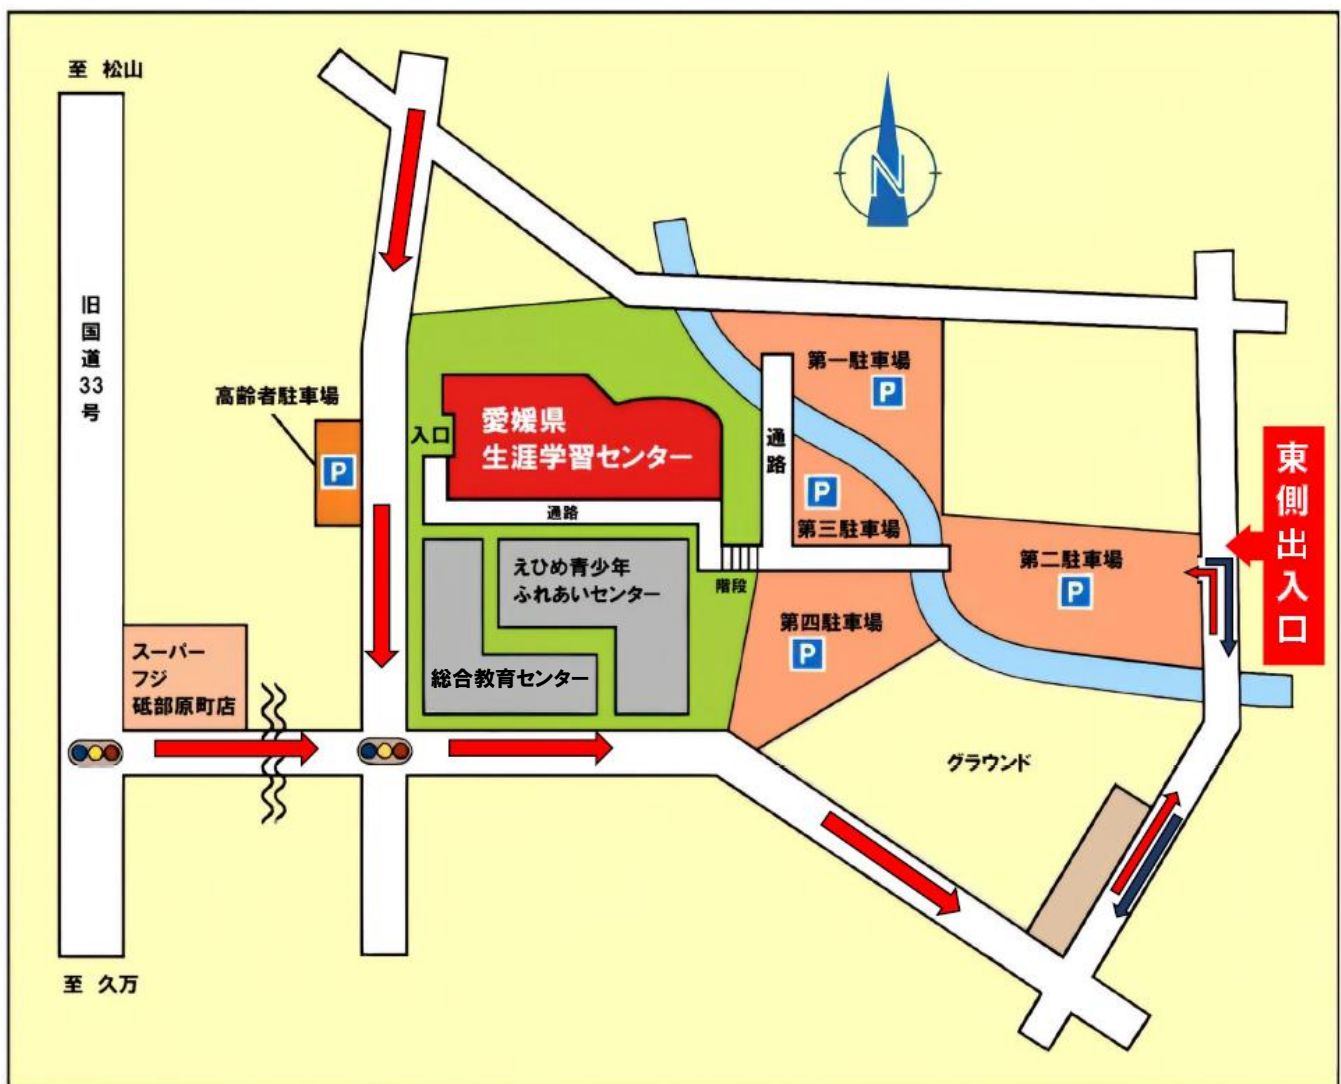 至 松山
旧国道33号
高齢者駐車場
P
入口
愛媛県
生涯学習センター
通路
えひめ青少年
ふれあいセンター
総合教育センター
階段
通路
N
第一駐車場
P
P
第三駐車場
第二駐車場
P
第四駐車場
P
東側出入口
スーパー
フジ
砥部原町店
グラウンド
至 久万